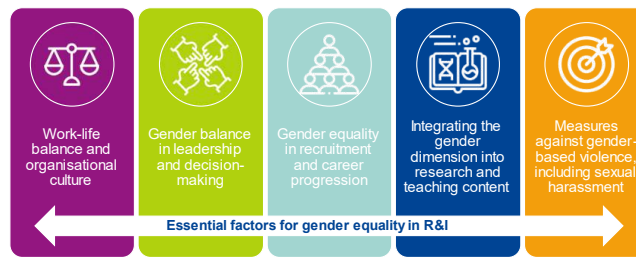 Work-life
balance and
organisational
culture
Gender balance
in leadership
and decision-
making
Gender equality
in recruitment
and career
progression
Integrating the
gender
dimension into
research and
teaching content
Measures
against gender-
based violence,
including sexual
harassment
Essential factors for gender equality in R&I